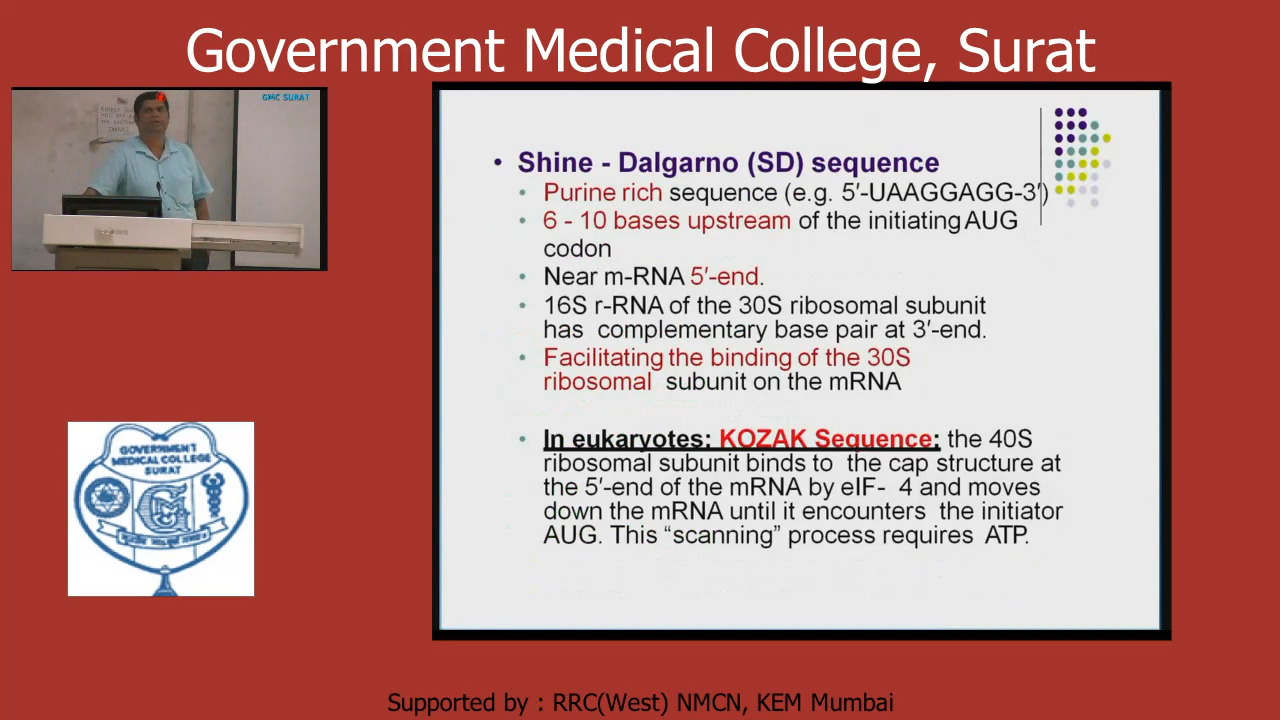 Government Medical College, Surat
GMC SURAT
• Shine - Dalgarno (SD) sequence
• Purine rich sequence (e.g. 5′-UAAGGAGG-3′)
• 6 - 10 bases upstream of the initiating AUG
codon
• Near m-RNA 5′-end.
• 16S r-RNA of the 30S ribosomal subunit
has complementary base pair at 3′-end.
• Facilitating the binding of the 30S
ribosomal subunit on the mRNA
• In eukaryotes: KOZAK Sequence: the 40S
ribosomal subunit binds to the cap structure at
the 5′-end of the mRNA by eIF- 4 and moves
down the mRNA until it encounters the initiator
AUG. This “scanning” process requires ATP.
GOVERNMENT
MEDICAL COLLEGE
SURAT
Supported by : RRC(West) NMCN, KEM Mumbai